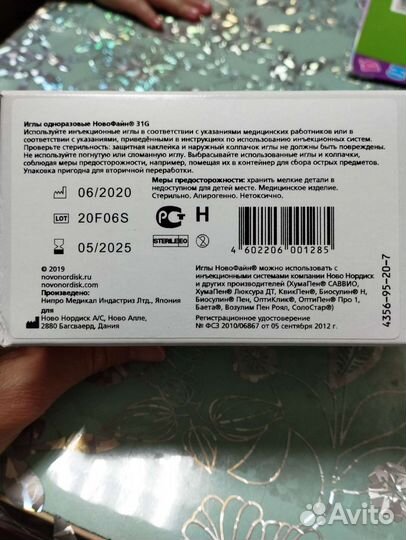 Иглы одноразовые НовоФайн® 31G
Используйте инъекционные иглы в соответствии с указаниями медицинских работников или в
соответствии с указаниями, приведёнными в инструкциях по использованию инъекционных систем.
Проверьте стерильность: защитная наклейка и наружный колпачок иглы не должны быть повреждены.
Не используйте погнутую или сломанную иглу. Выбрасывайте использованные иглы и колпачки,
соблюдая меры предосторожности, например, помещая их в контейнер для сбора острых предметов.
Упаковка пригодна для вторичной переработки.
Меры предосторожности: хранить мелкие детали в
недоступном для детей месте. Медицинское изделие.
Стерильно. Апирогенно. Нетоксично.
06/2020
LOT 20F06S
05/2025
РСТ Н
STERILE EO
4 602206 001285
© 2019
novonordisk.ru
novonordisk.com
Произведено:
Нипро Медикал Индастриз Лтд., Япония
для
Ново Нордиск А/С, Ново Алле,
2880 Багсваерд, Дания
Иглы НовоФайн® можно использовать с
инъекционными системами компании Ново Нордиск
и других производителей (ХумаПен® САВВИО,
ХумаПен® Люксура ДТ, КвикПен®, Биосулин® Н,
Биосулин® Пен, ОптиКлик®, ОптиПен® Про 1,
Баета®, Возулим Пен Роял, СолоСтар®)
Регистрационное удостоверение
№ ФСЗ 2010/06867 от 05 сентября 2012 г.
4356-95-20-7
Avito